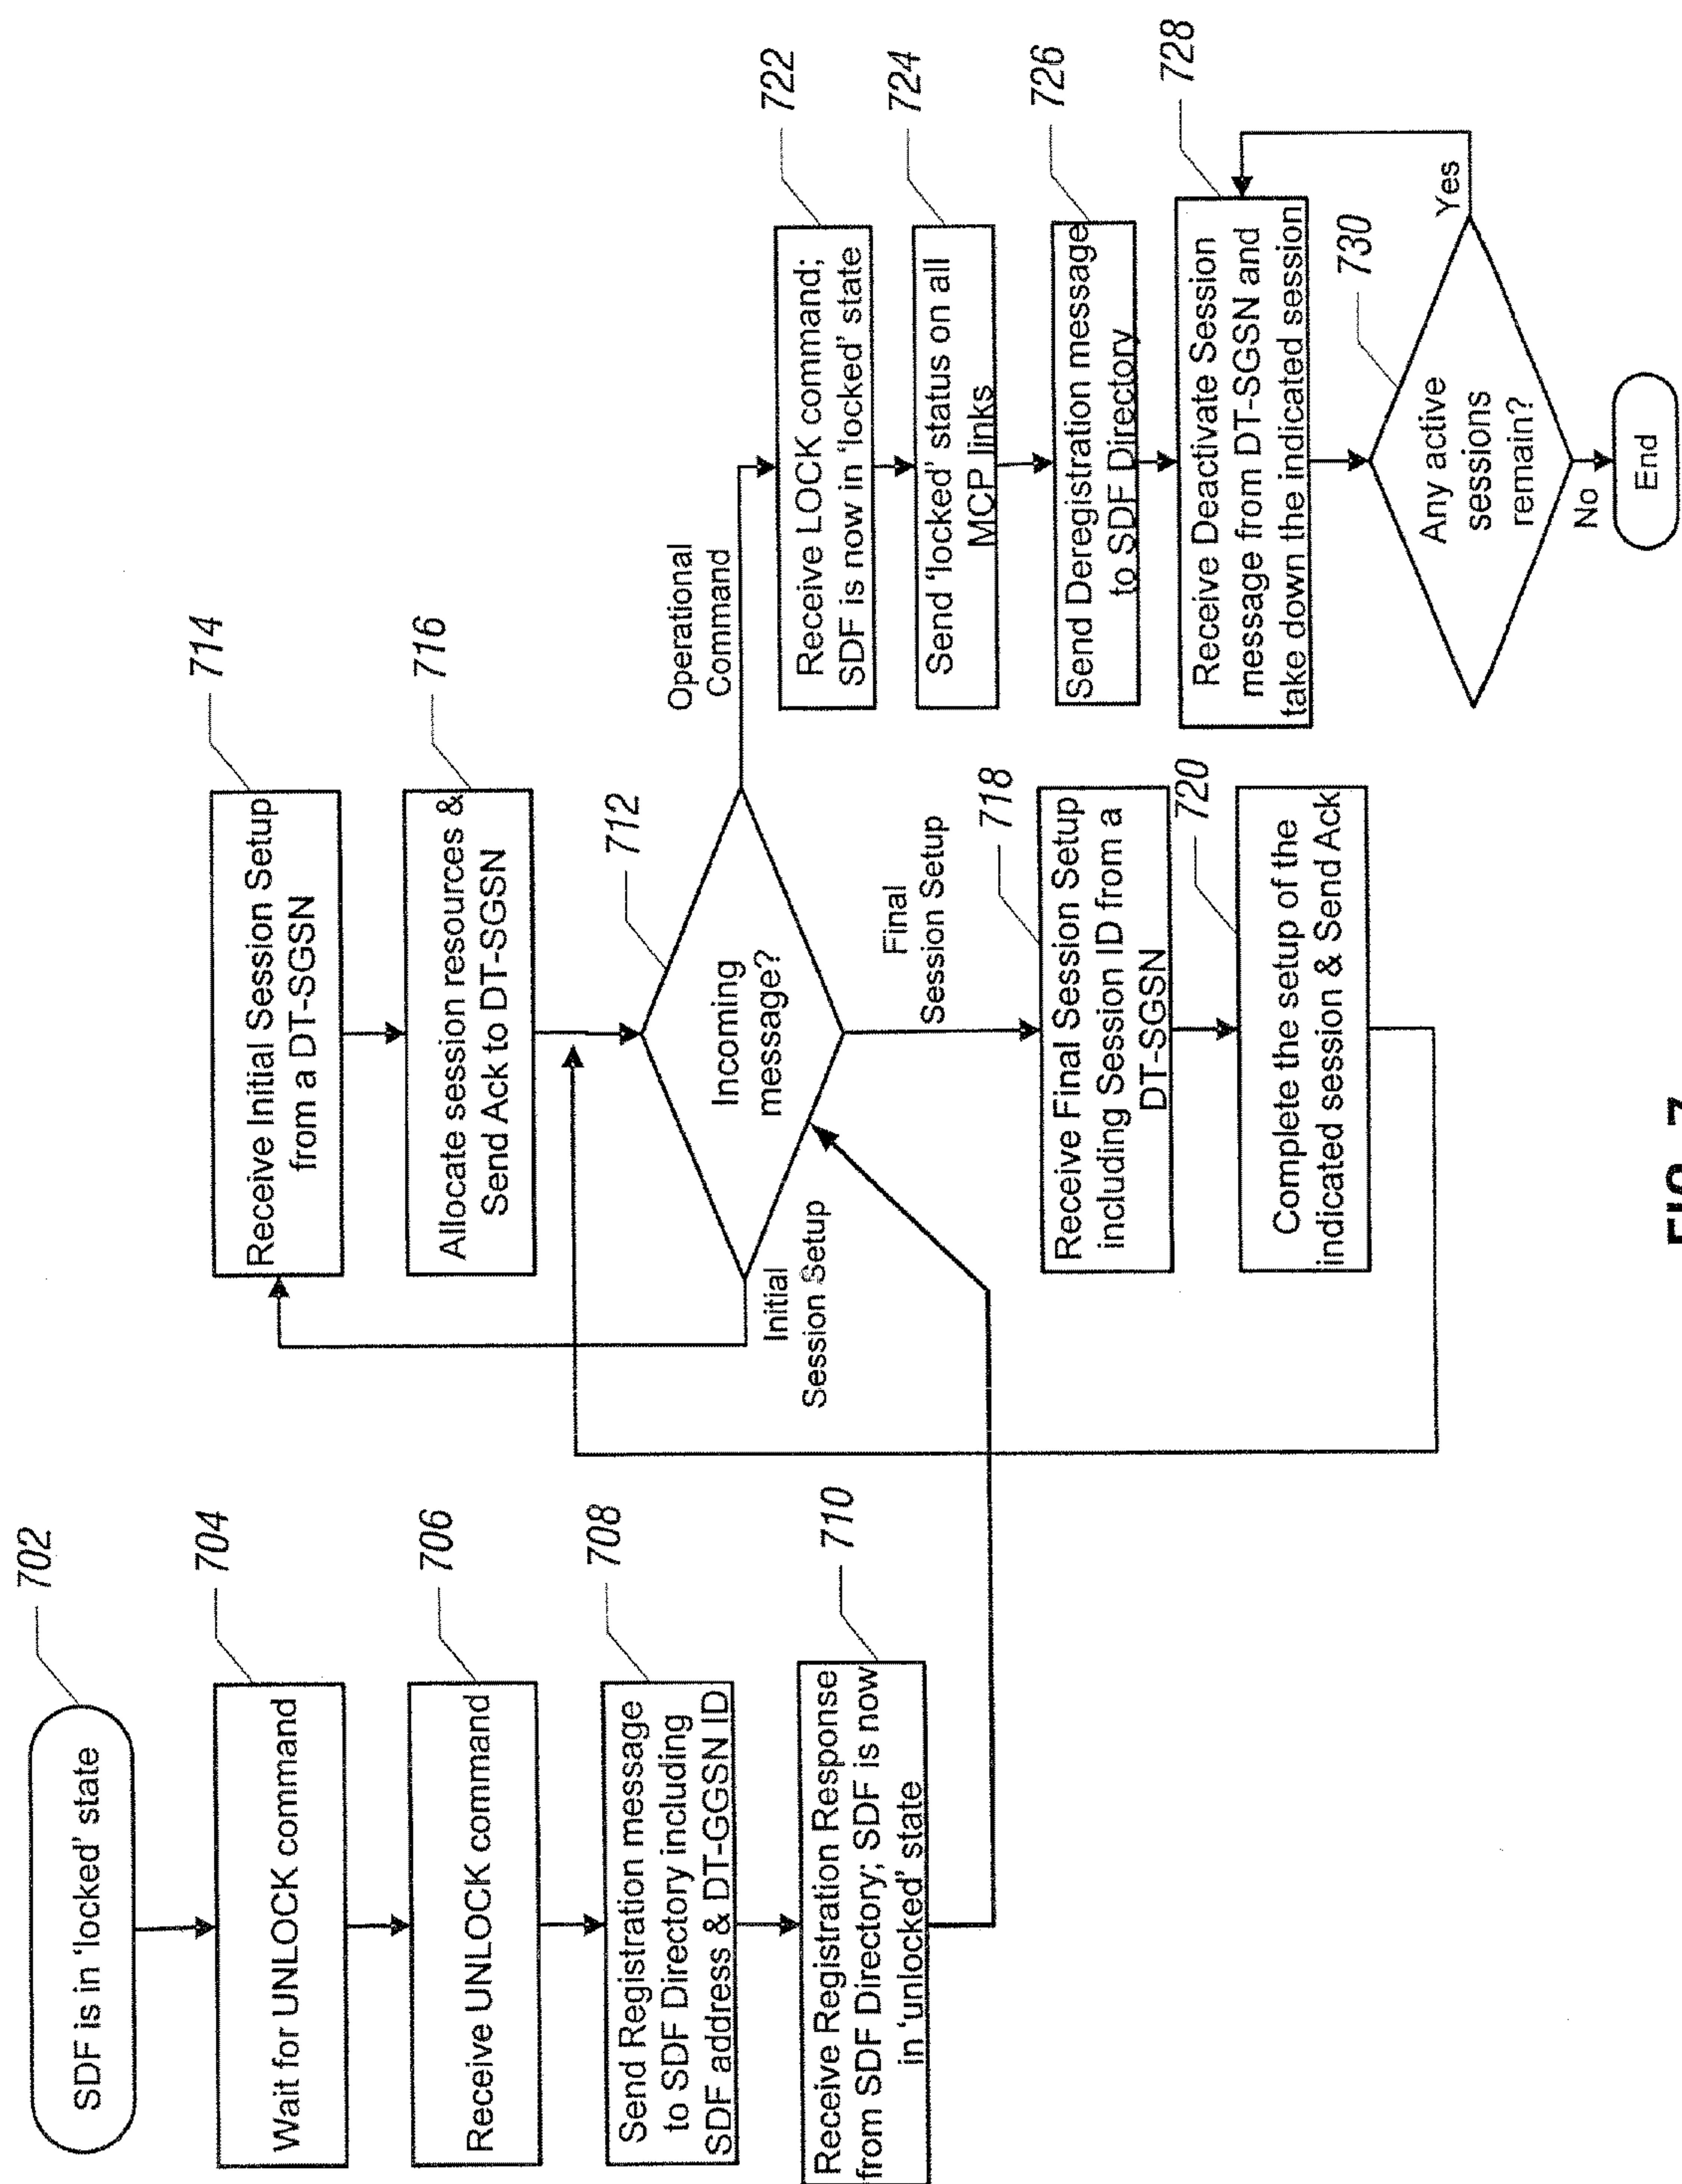 702
SDF is in 'locked' state
704
Wait for UNLOCK command
706
Receive UNLOCK command
708
Send Registration message
to SDF Directory including
SDF address & DT-GGSN ID
710
Receive Registration Response
from SDF Directory; SDF is now
in 'unlocked' state
714
Receive Initial Session Setup
from a DT-SGSN
716
Allocate session resources &
Send Ack to DT-SGSN
712
Incoming
message?
Initial
Session Setup
Operational
Command
Final
Session Setup
718
Receive Final Session Setup
including Session ID from a
DT-SGSN
720
Complete the setup of the
indicated session & Send Ack
722
Receive LOCK command;
SDF is now in 'locked' state
724
Send 'locked' status on all
MCP links
726
Send Deregistration message
to SDF Directory
728
Receive Deactivate Session
message from DT-SGSN and
take down the indicated session
730
Any active
sessions
remain?
Yes
No
End